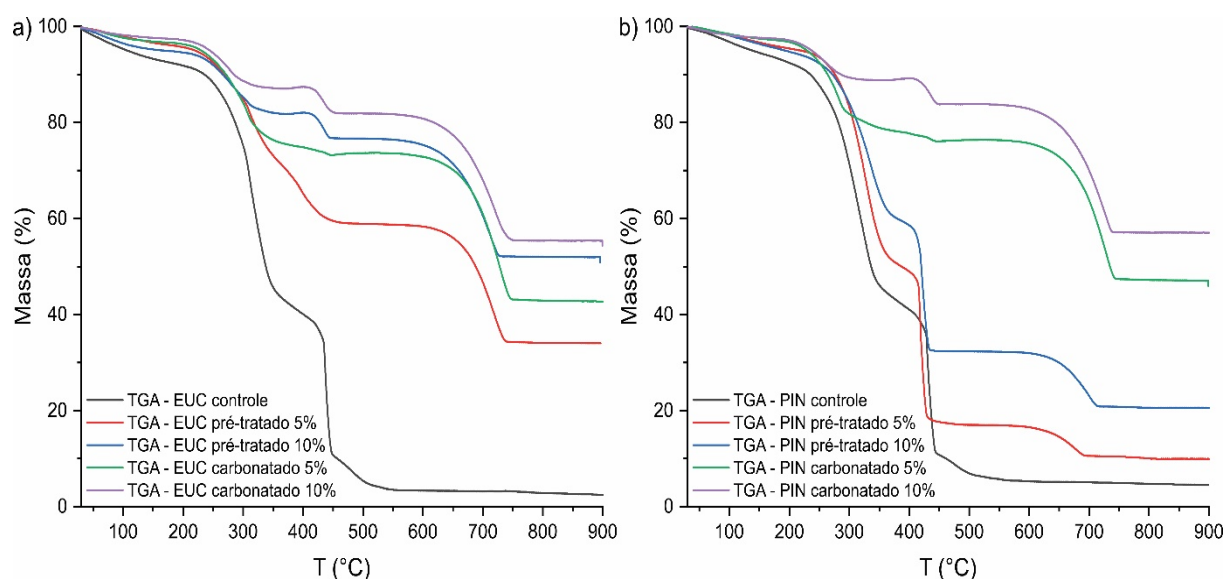 a)
Massa (%)
100
80
60
40
20
0
TGA - EUC controle
TGA - EUC pré-tratado 5%
TGA - EUC pré-tratado 10%
TGA - EUC carbonatado 5%
TGA - EUC carbonatado 10%
100 200 300 400 500 600 700 800 900
T (°C)
b)
Massa (%)
100
80
60
40
20
0
TGA - PIN controle
TGA - PIN pré-tratado 5%
TGA - PIN pré-tratado 10%
TGA - PIN carbonatado 5%
TGA - PIN carbonatado 10%
100 200 300 400 500 600 700 800 900
T (°C)